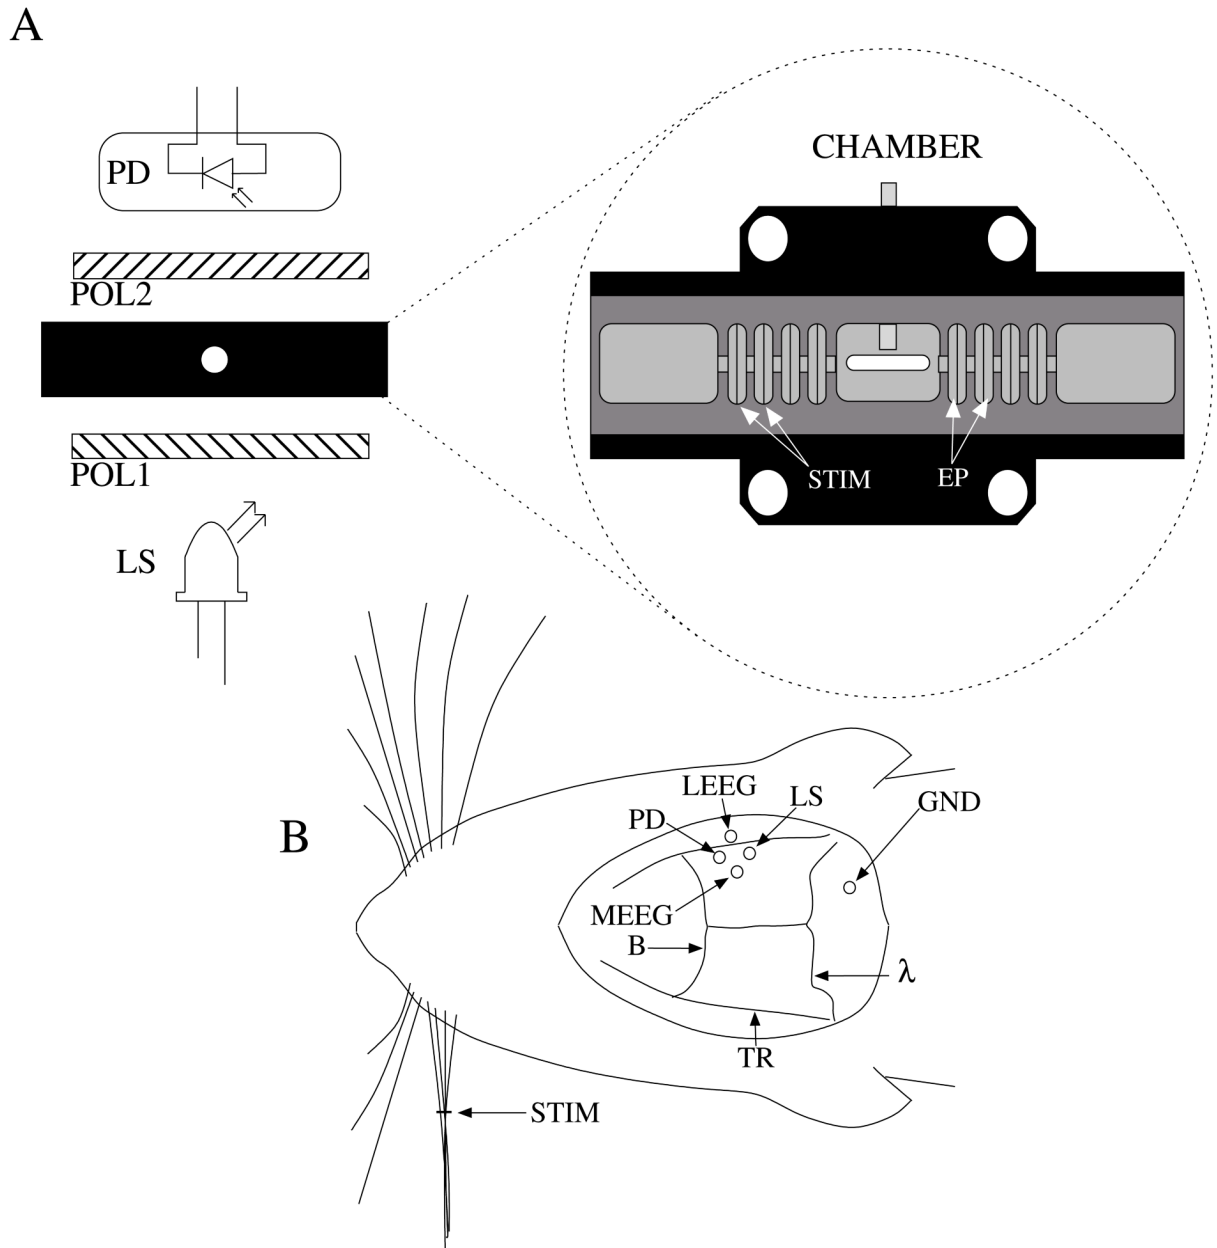 A
PD
POL2
POL1
LS
CHAMBER
STIM
EP
B
LEEG
LS
PD
GND
MEEG
B
λ
TR
STIM